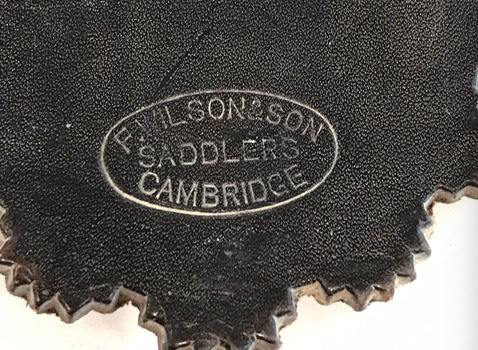 P. WILSON & SON
SADDLERS
CAMBRIDGE